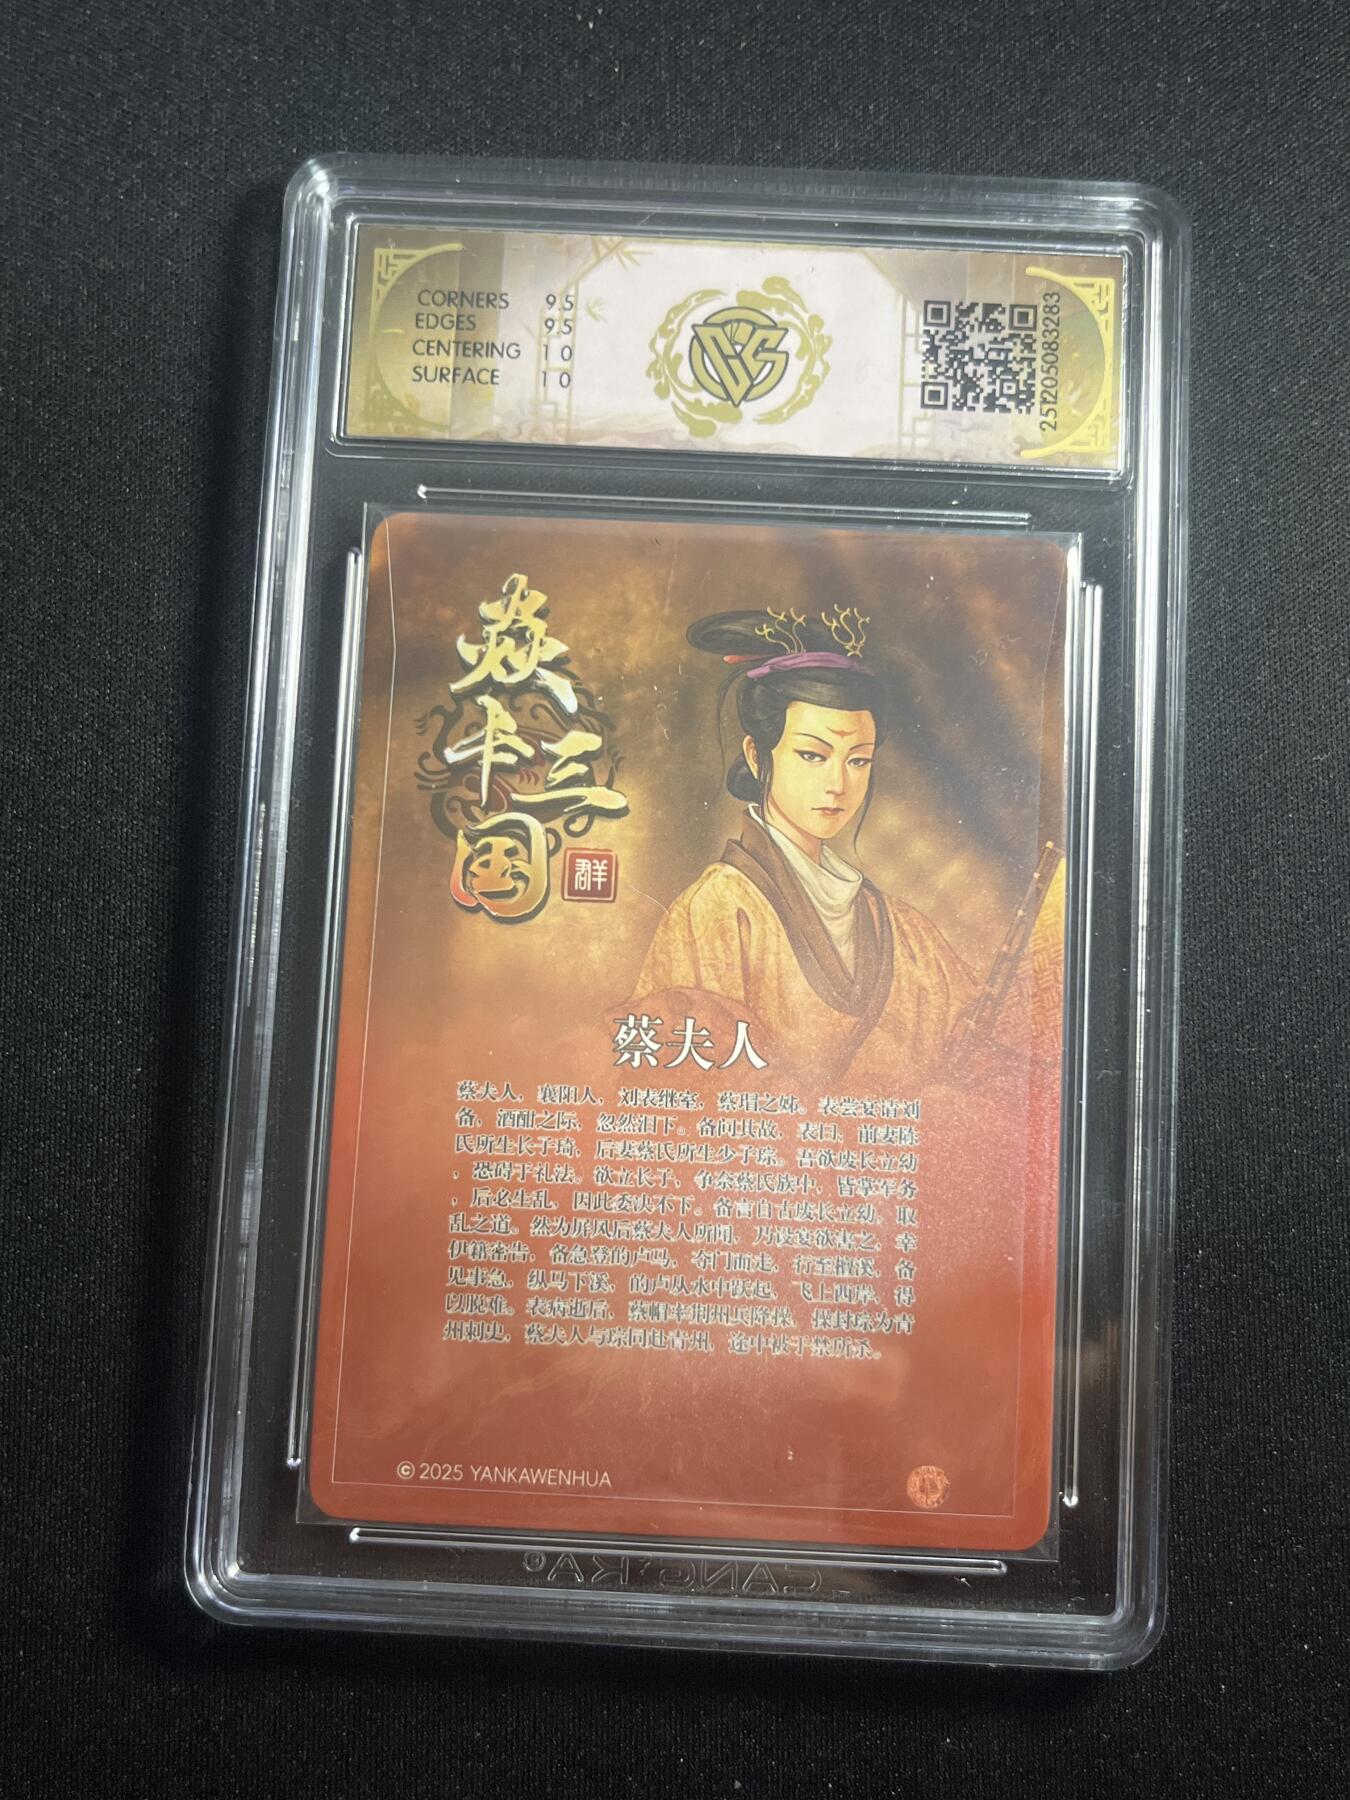 CORNERS 9.5
EDGES 9.5
CENTERING 10
SURFACE 10
CCS
2512050832​83
焱卡三国
群
蔡夫人
蔡夫人，襄阳人，刘表继室，蔡瑁之姊。表尝宴请刘
备，酒酣之际，忽然泪下。备问其故，表曰：前妻陈
氏所生长子琦，后妻蔡氏所生少子琮。吾欲废长立幼
，恐碍于礼法。欲立长子，争奈蔡氏族中，皆掌军务
，后必生乱，因此委决不下。备言自古废长立幼，取
乱之道。然为屏风后蔡夫人所闻，乃设宴欲害之，幸
伊籍密告，备急登的卢马，夺门而走，行至檀溪，备
见事急，纵马下溪，的卢从水中跃起，飞上西岸，得
以脱难。表病逝后，蔡帽率荆州兵降操，操封琮为青
州刺史，蔡夫人与琮同赴青州，途中被于禁所杀。
© 2025 YANKAWENHUA
CANG KA®